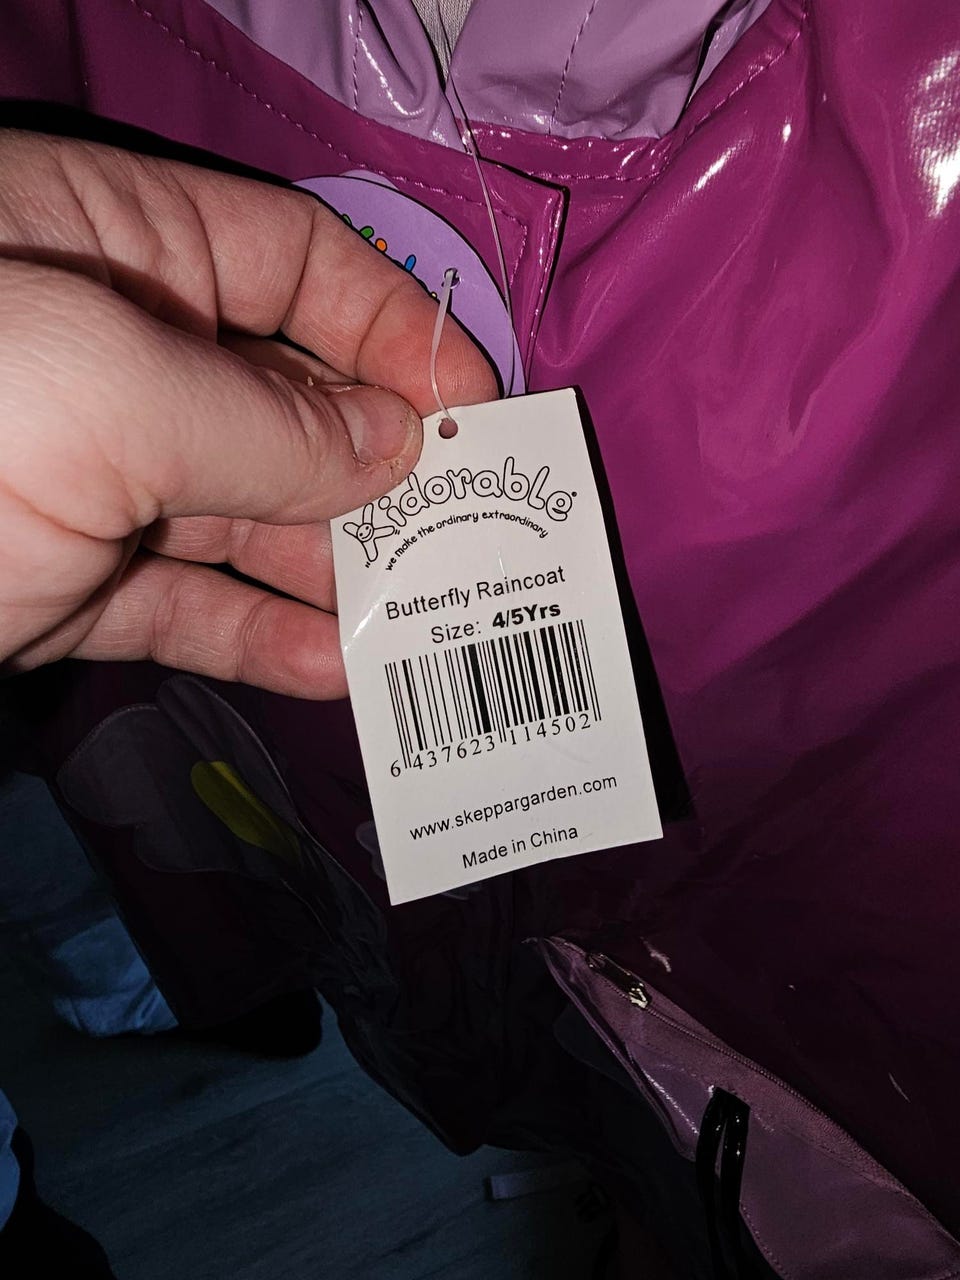 Kidorable
we make the ordinary extraordinary
Butterfly Raincoat
Size: 4/5Yrs
6 437623 114502
www.skeppargarden.com
Made in China